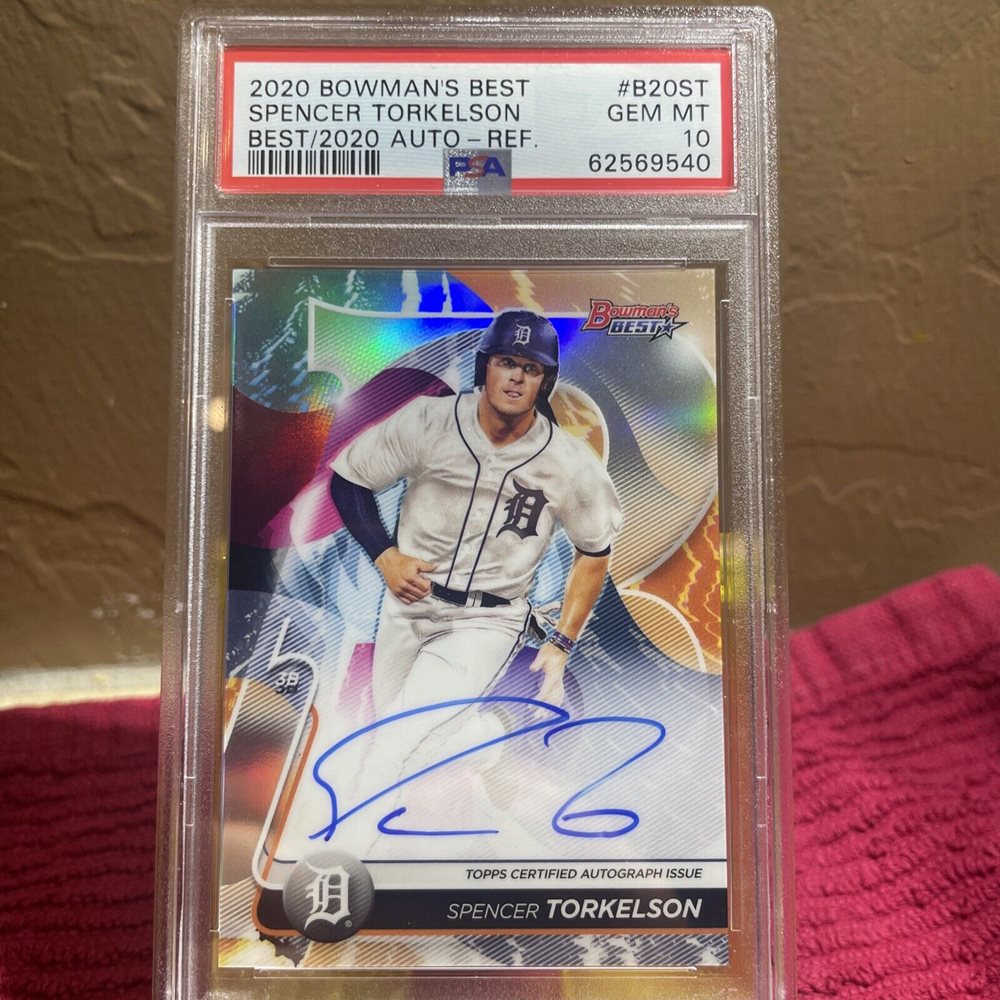 2020 BOWMAN'S BEST #B20ST
SPENCER TORKELSON GEM MT
BEST/2020 AUTO-REF. 10
62569540
PSA
Bowman's
BEST
D
D
3B
TOPPS CERTIFIED AUTOGRAPH ISSUE
D
SPENCER TORKELSON